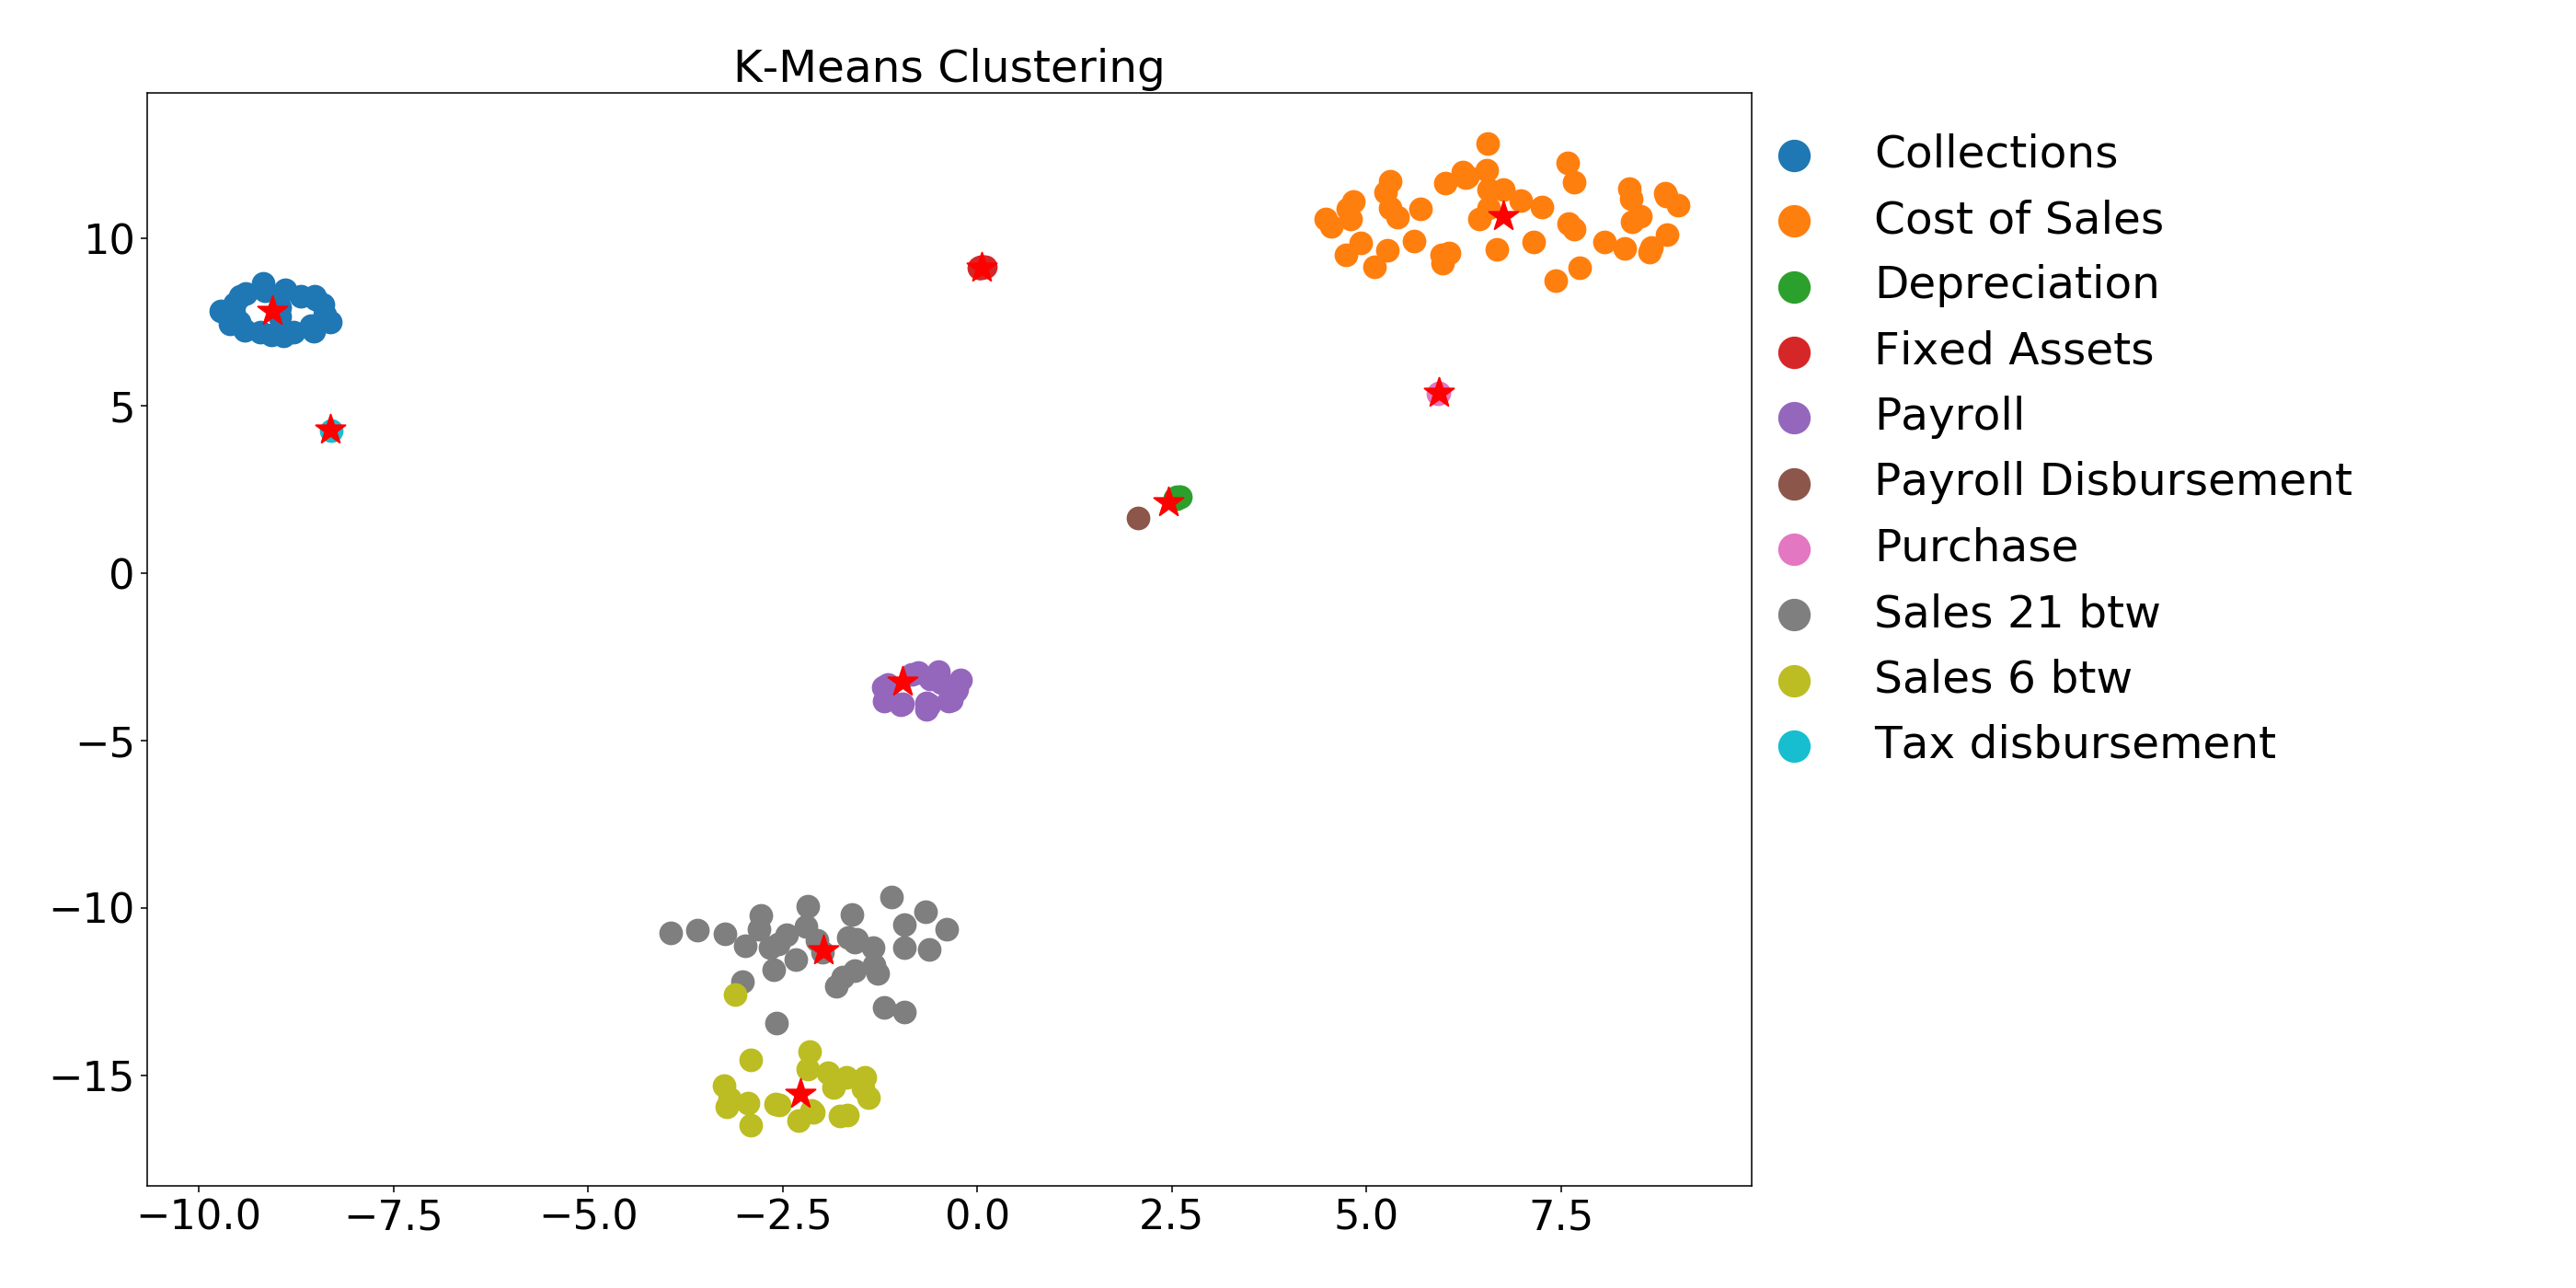 K-Means Clustering
10
5
0
−5
−10
−15
−10.0 −7.5 −5.0 −2.5 0.0 2.5 5.0 7.5
Collections
Cost of Sales
Depreciation
Fixed Assets
Payroll
Payroll Disbursement
Purchase
Sales 21 btw
Sales 6 btw
Tax disbursement